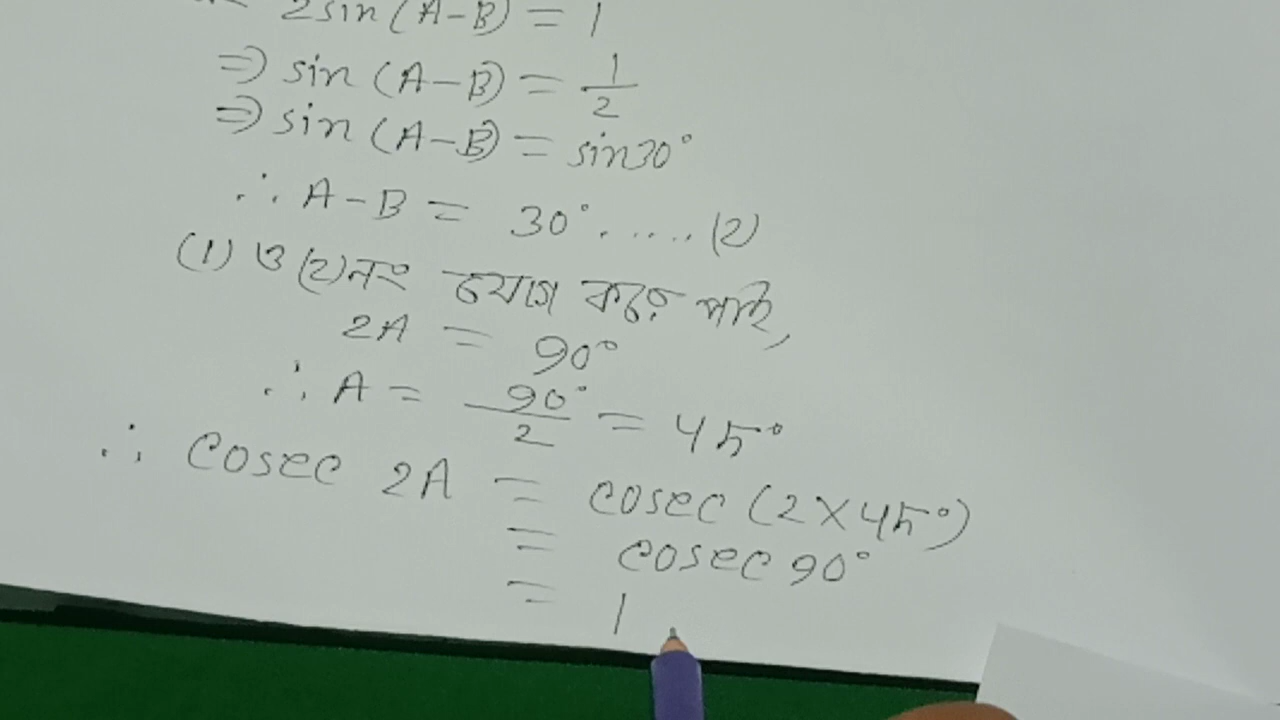 2sin (A-B) = 1
⇒ sin (A-B) = 1/2
⇒ sin (A-B) = sin30°
∴ A-B = 30°. .... (2)
(1) ও (2)নং যোগ করে পাই,
2A = 90°
∴ A = 90°/2 = 45°
∴ cosec 2A = cosec (2×45°)
= cosec 90°
= 1